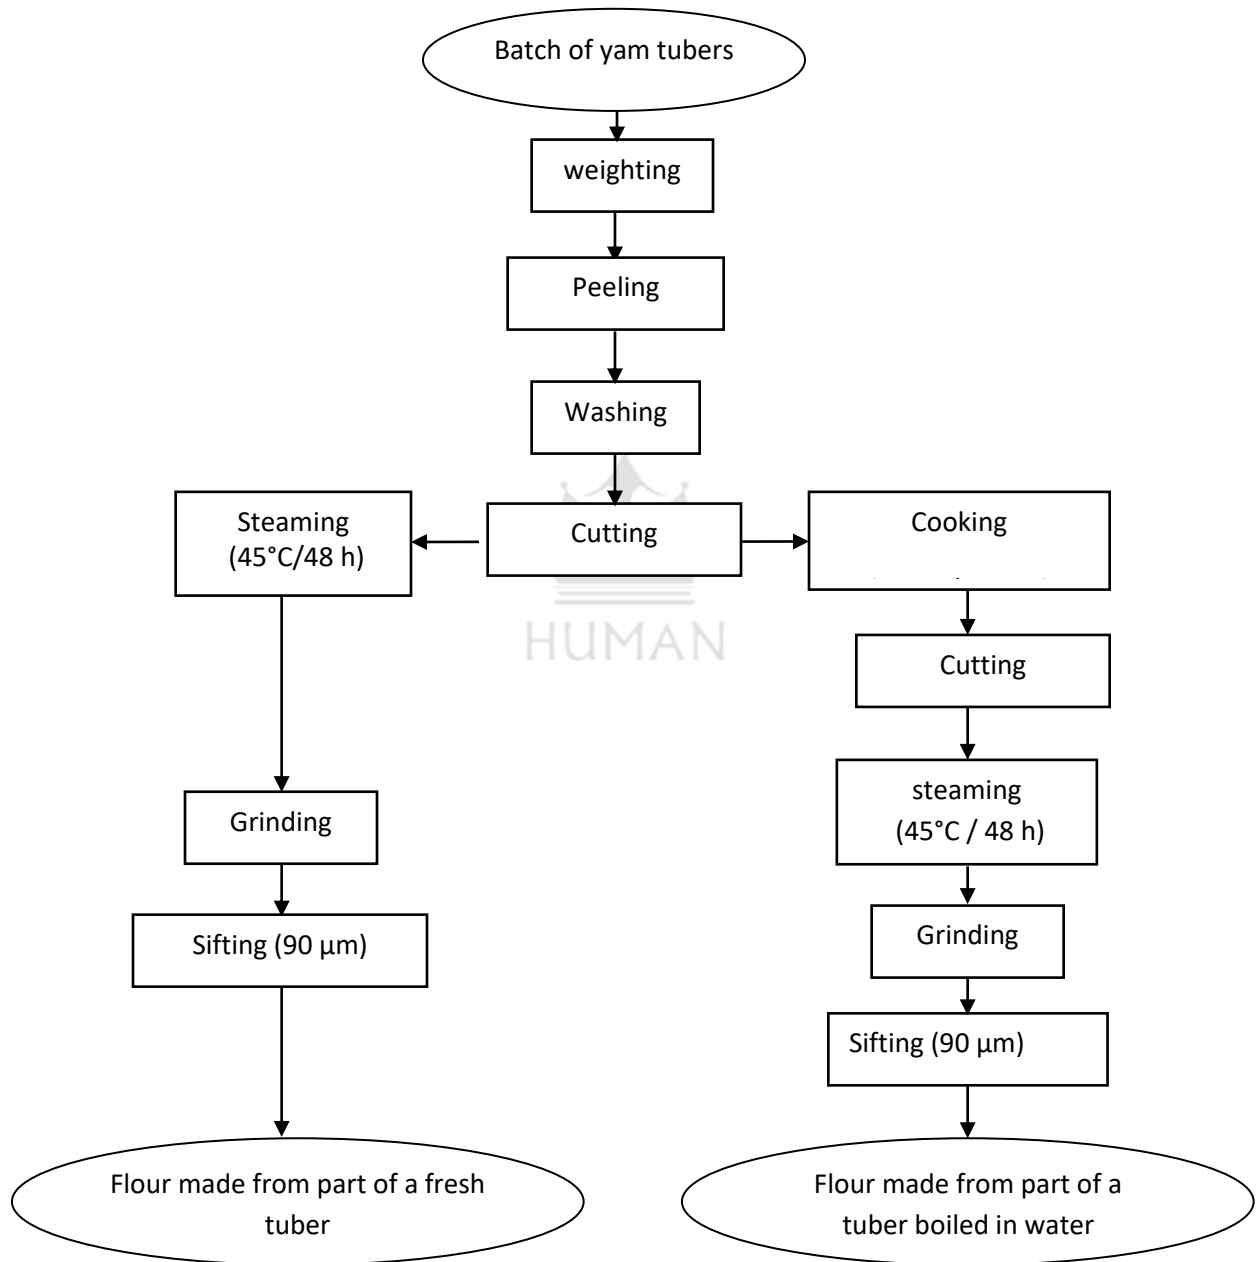 Batch of yam tubers
weighting
Peeling
Washing
Cutting
Steaming
(45°C/48 h)
Grinding
Sifting (90 µm)
Flour made from part of a fresh
tuber
Cooking
Cutting
steaming
(45°C / 48 h)
Grinding
Sifting (90 µm)
Flour made from part of a
tuber boiled in water
HUMAN